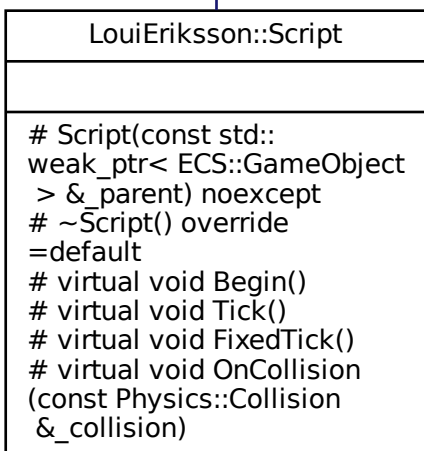 LouiEriksson::Script
# Script(const std::
weak_ptr< ECS::GameObject
> &_parent) noexcept
# ~Script() override
=default
# virtual void Begin()
# virtual void Tick()
# virtual void FixedTick()
# virtual void OnCollision
(const Physics::Collision
&_collision)